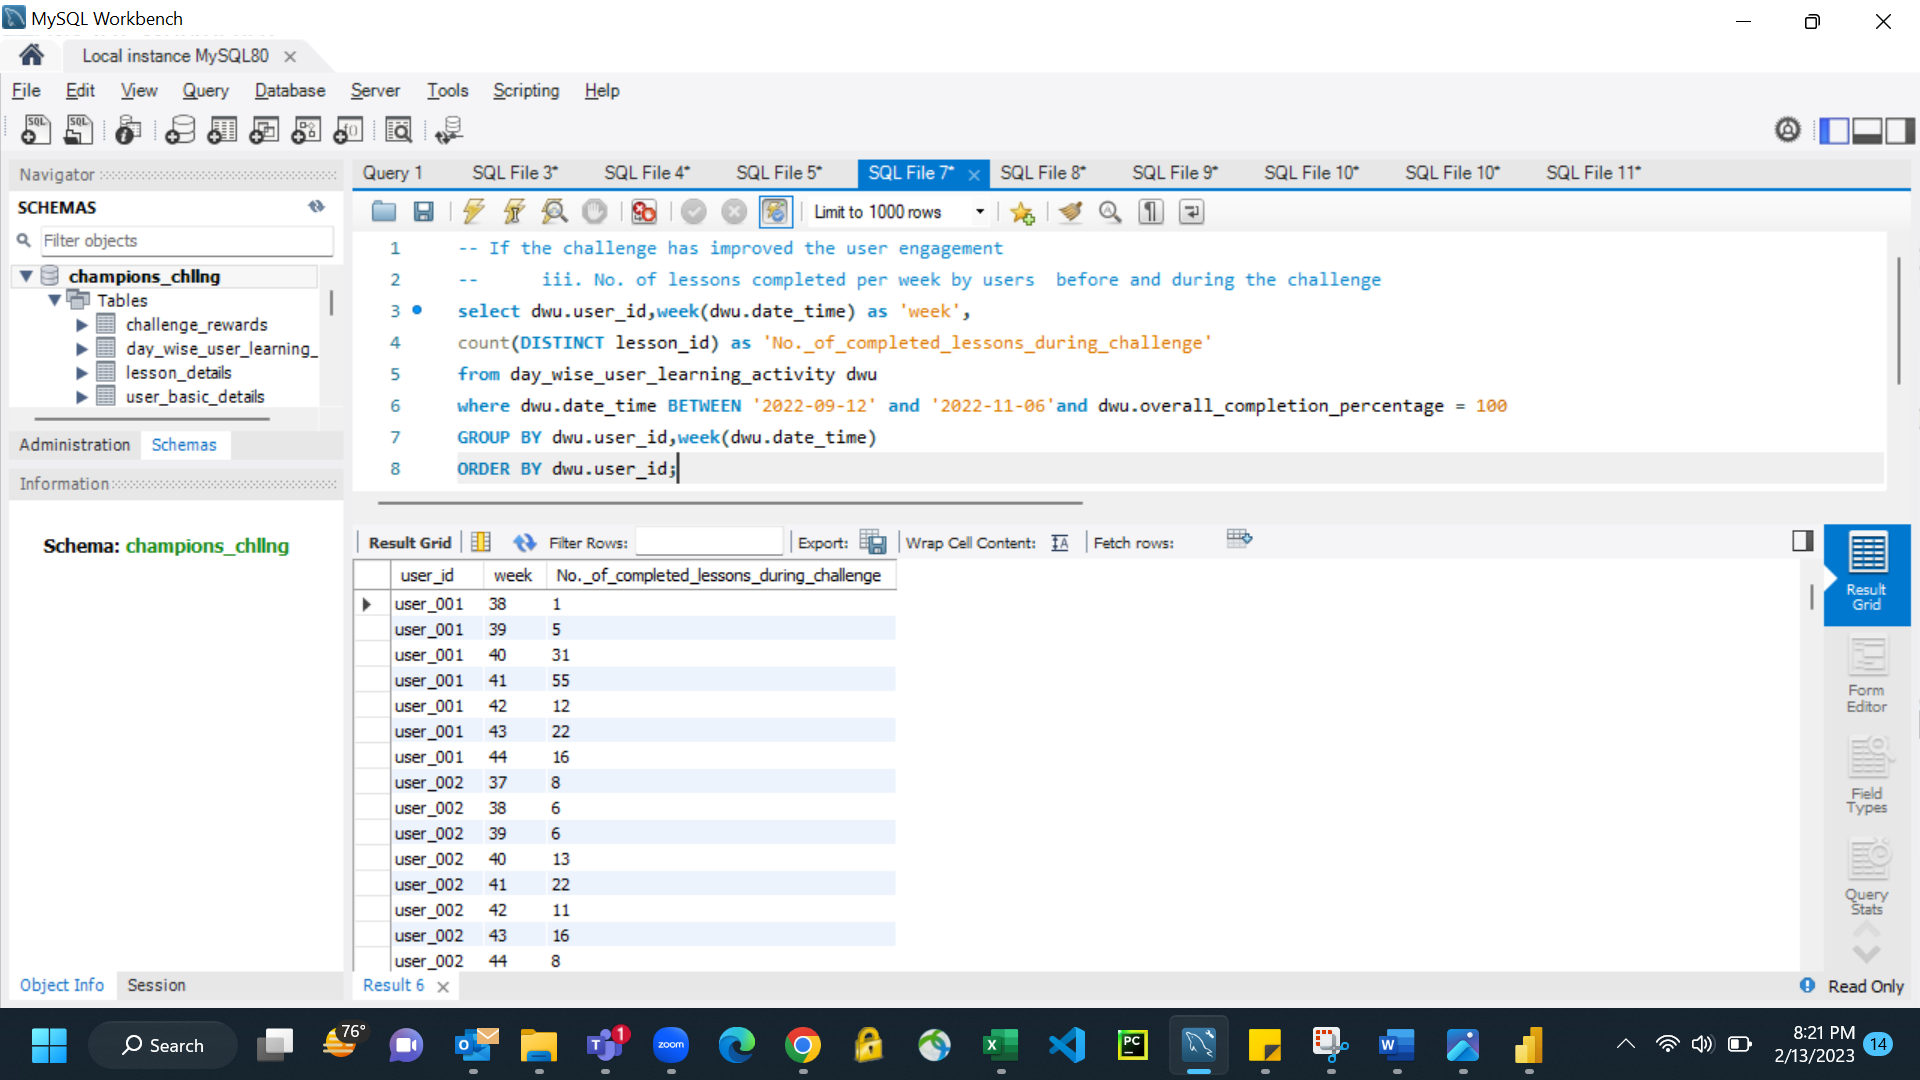 MySQL Workbench
Local instance MySQL80
File Edit View Query Database Server Tools Scripting Help
Navigator
SCHEMAS
Filter objects
champions_chllng
Tables
challenge_rewards
day_wise_user_learning_
lesson_details
user_basic_details
Administration Schemas
Information
Schema: champions_chllng
Object Info Session
Query 1 SQL File 3* SQL File 4* SQL File 5* SQL File 7* SQL File 8* SQL File 9* SQL File 10* SQL File 10* SQL File 11*
Limit to 1000 rows
1 -- If the challenge has improved the user engagement
2 -- iii. No. of lessons completed per week by users before and during the challenge
3 select dwu.user_id,week(dwu.date_time) as 'week',
4 count(DISTINCT lesson_id) as 'No._of_completed_lessons_during_challenge'
5 from day_wise_user_learning_activity dwu
6 where dwu.date_time BETWEEN '2022-09-12' and '2022-11-06'and dwu.overall_completion_percentage = 100
7 GROUP BY dwu.user_id,week(dwu.date_time)
8 ORDER BY dwu.user_id;
Result Grid Filter Rows: Export: Wrap Cell Content: Fetch rows:
user_id week No._of_completed_lessons_during_challenge
user_001 38 1
user_001 39 5
user_001 40 31
user_001 41 55
user_001 42 12
user_001 43 22
user_001 44 16
user_002 37 8
user_002 38 6
user_002 39 6
user_002 40 13
user_002 41 22
user_002 42 11
user_002 43 16
user_002 44 8
Result
Grid
Form
Editor
Field
Types
Query
Stats
Result 6
Read Only
Search
76°
1
zoom
PC
8:21 PM
2/13/2023
14